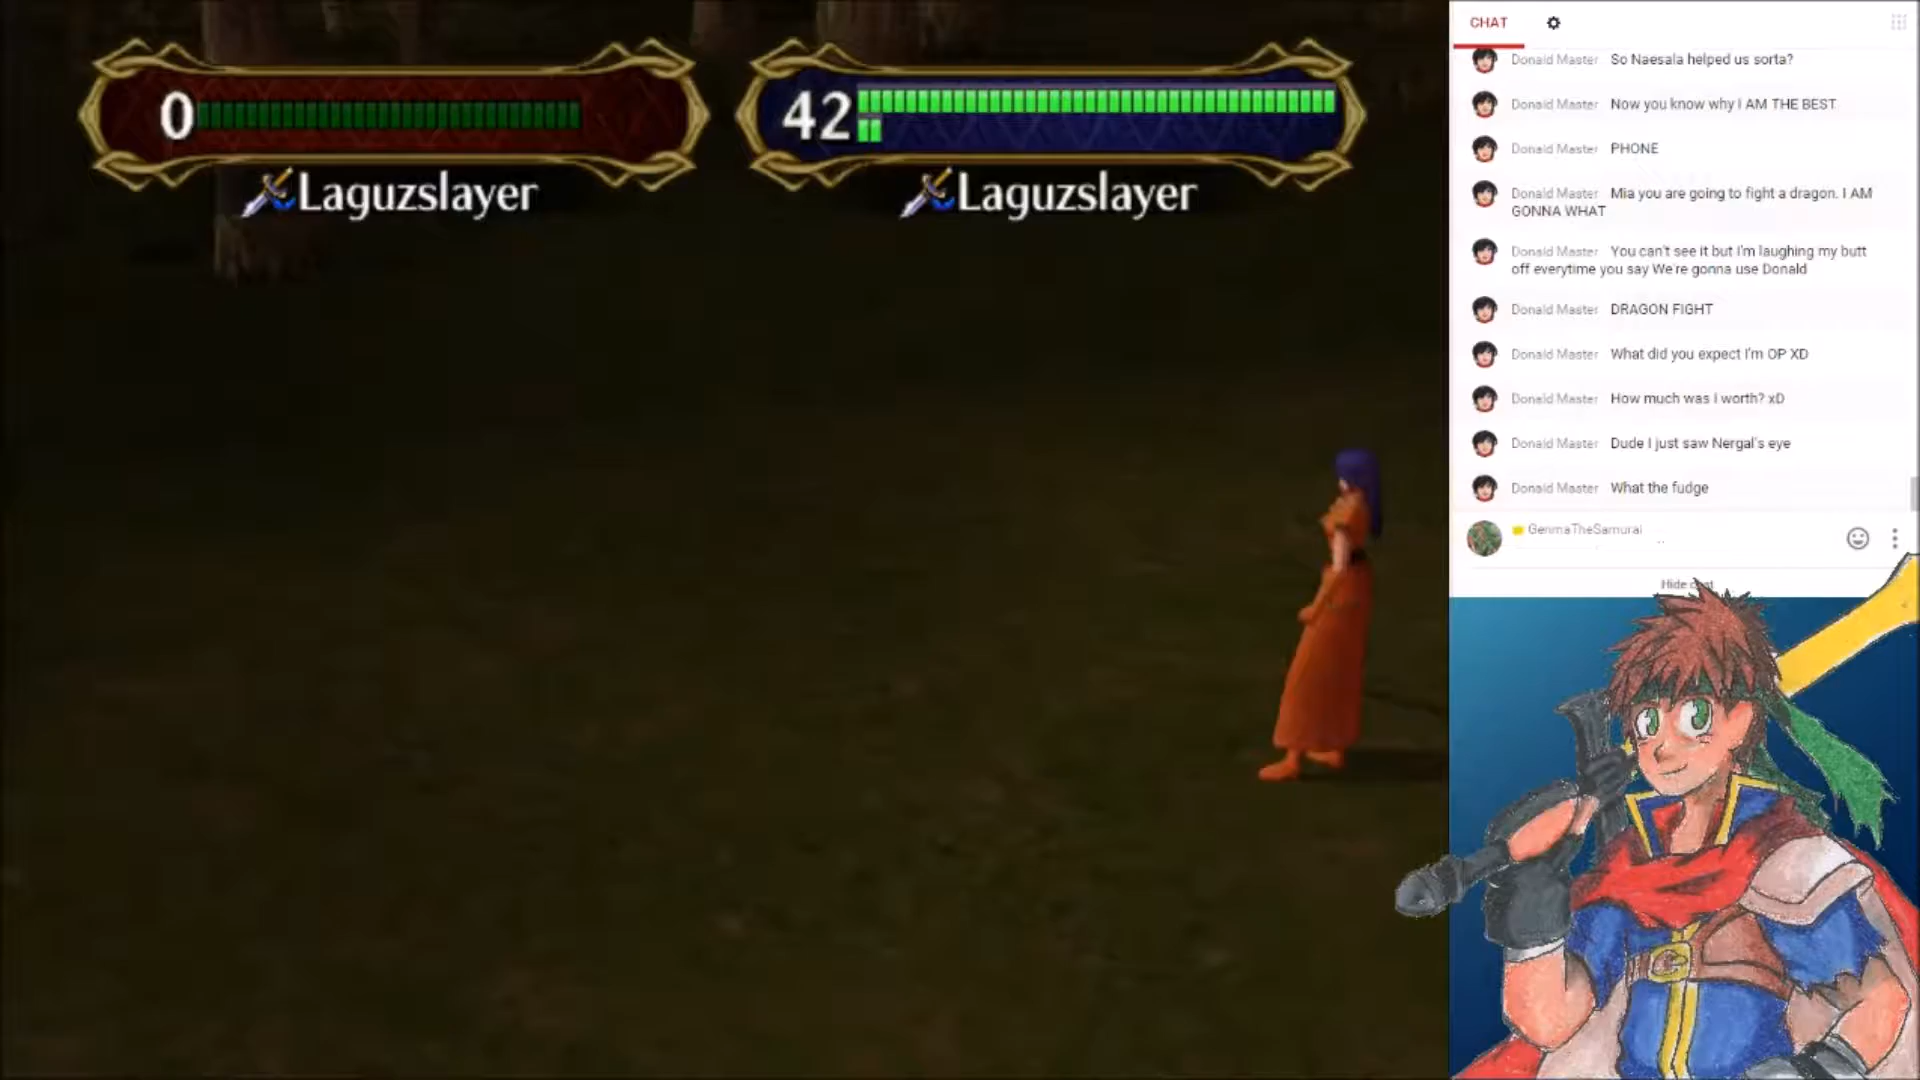 0
42
Laguzslayer
Laguzslayer
CHAT
Donald Master So Naesala helped us sorta?
Donald Master Now you know why I AM THE BEST
Donald Master PHONE
Donald Master Mia you are going to fight a dragon. I AM
GONNA WHAT
Donald Master You can't see it but I'm laughing my butt
off everytime you say We're gonna use Donald
Donald Master DRAGON FIGHT
Donald Master What did you expect I'm OP XD
Donald Master How much was I worth? xD
Donald Master Dude I just saw Nergal's eye
Donald Master What the fudge
GenmaTheSamurai
Hide